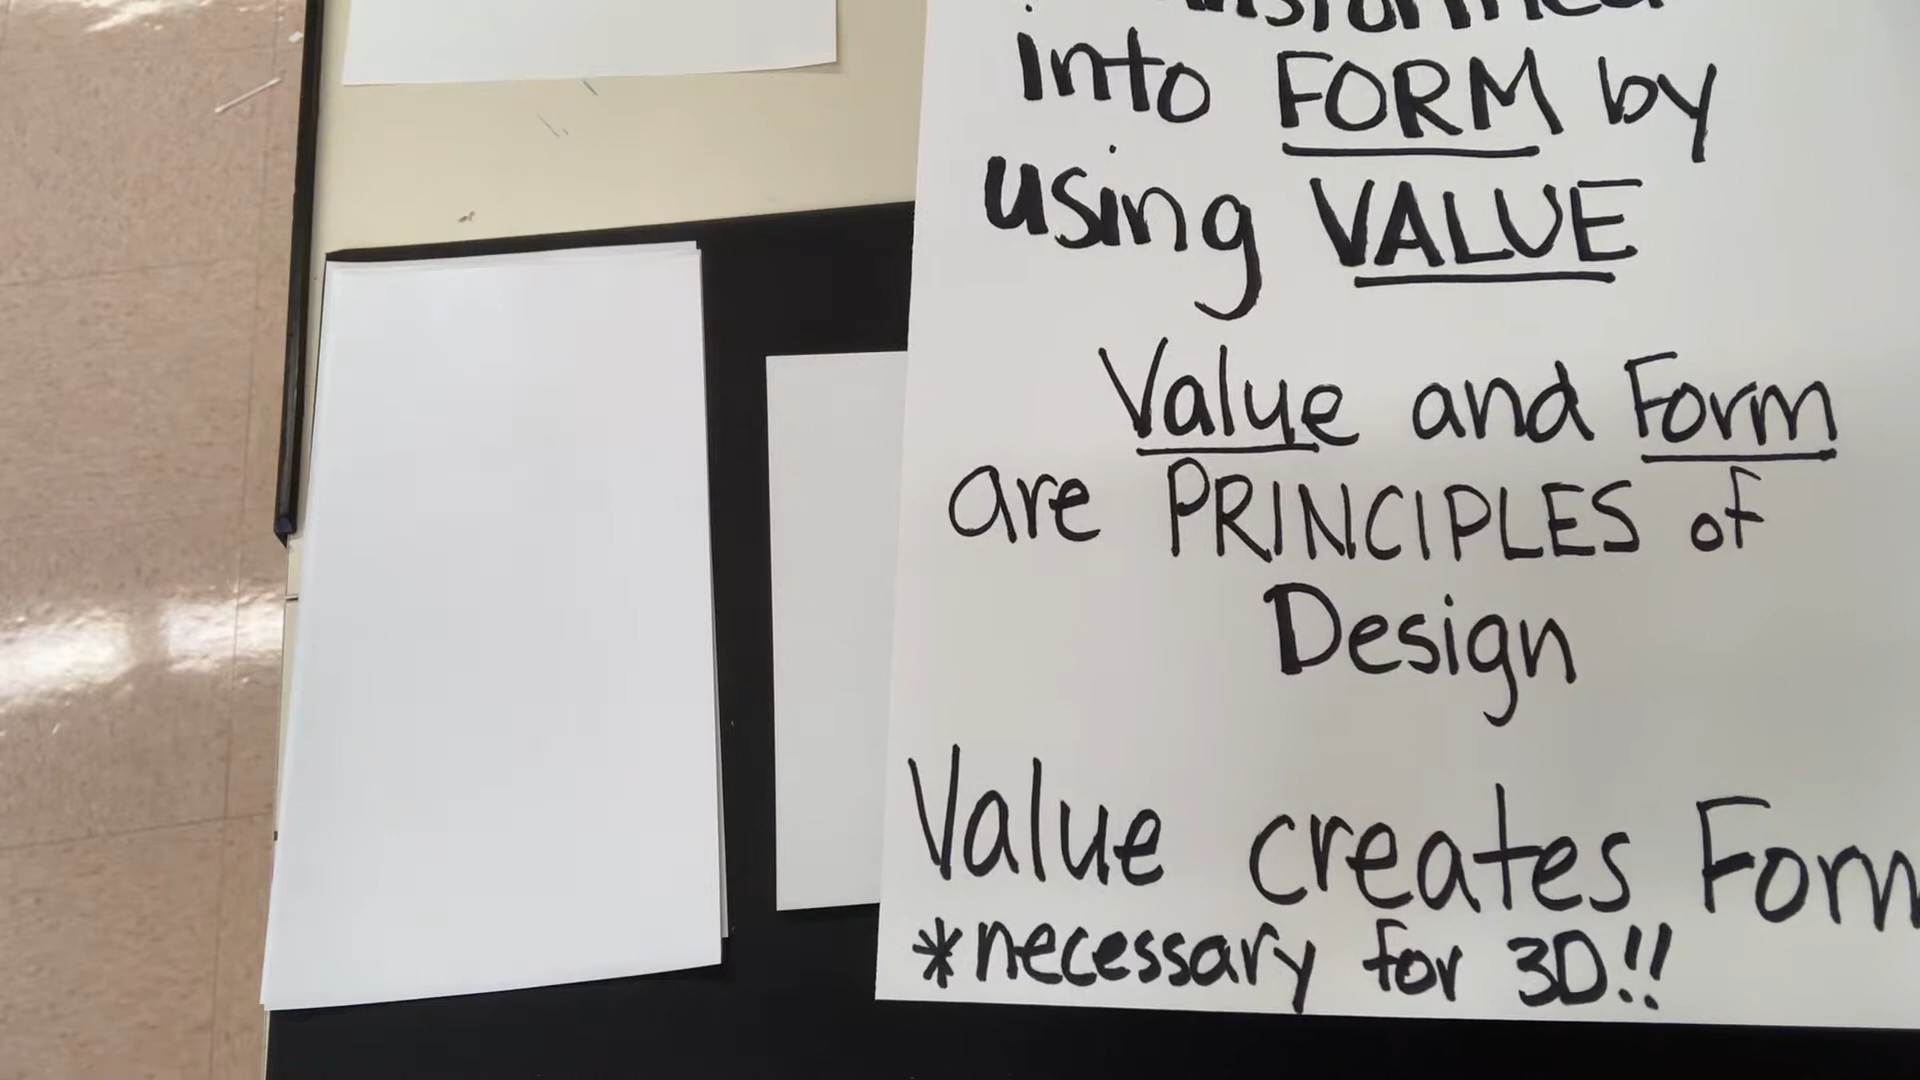 into FORM by
using VALUE
Value and Form
are PRINCIPLES of
Design
Value creates Form
*necessary for 3D!!